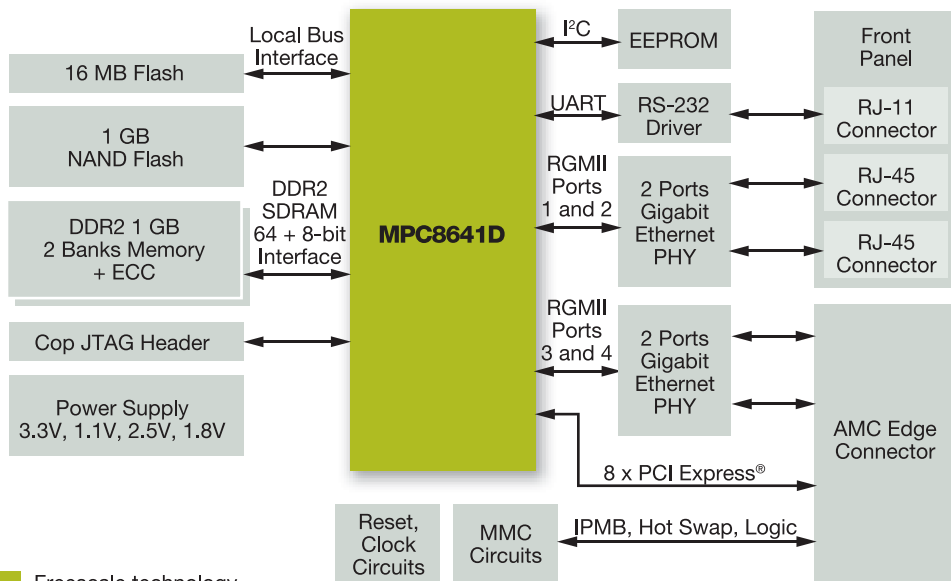 Local Bus
Interface
16 MB Flash
1 GB
NAND Flash
DDR2
SDRAM
64 + 8-bit
Interface
DDR2 1 GB
2 Banks Memory
+ ECC
Cop JTAG Header
Power Supply
3.3V, 1.1V, 2.5V, 1.8V
MPC8641D
I²C
EEPROM
UART
RS-232
Driver
RGMII
Ports
1 and 2
2 Ports
Gigabit
Ethernet
PHY
Front
Panel
RJ-11
Connector
RJ-45
Connector
RJ-45
Connector
RGMII
Ports
3 and 4
2 Ports
Gigabit
Ethernet
PHY
AMC Edge
Connector
8 x PCI Express®
Reset,
Clock
Circuits
MMC
Circuits
IPMB, Hot Swap, Logic
Freescale technology